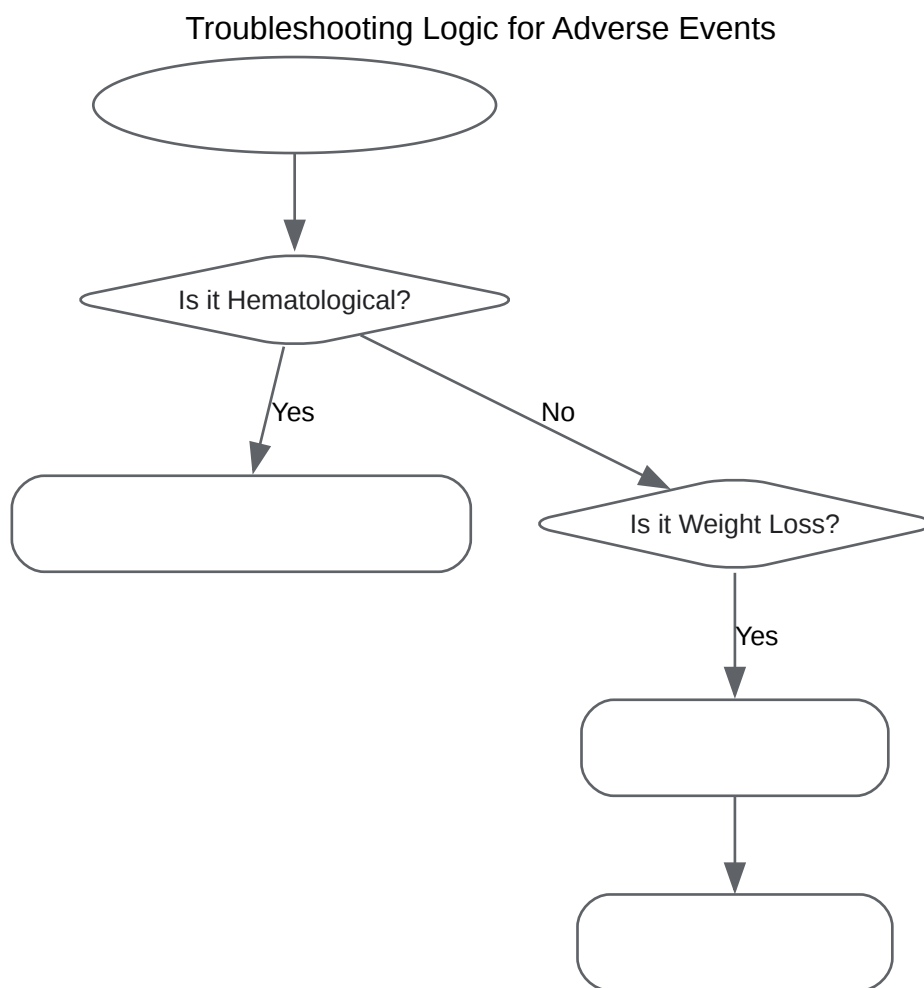 Troubleshooting Logic for Adverse Events
Is it Hematological?
Yes
No
Is it Weight Loss?
Yes